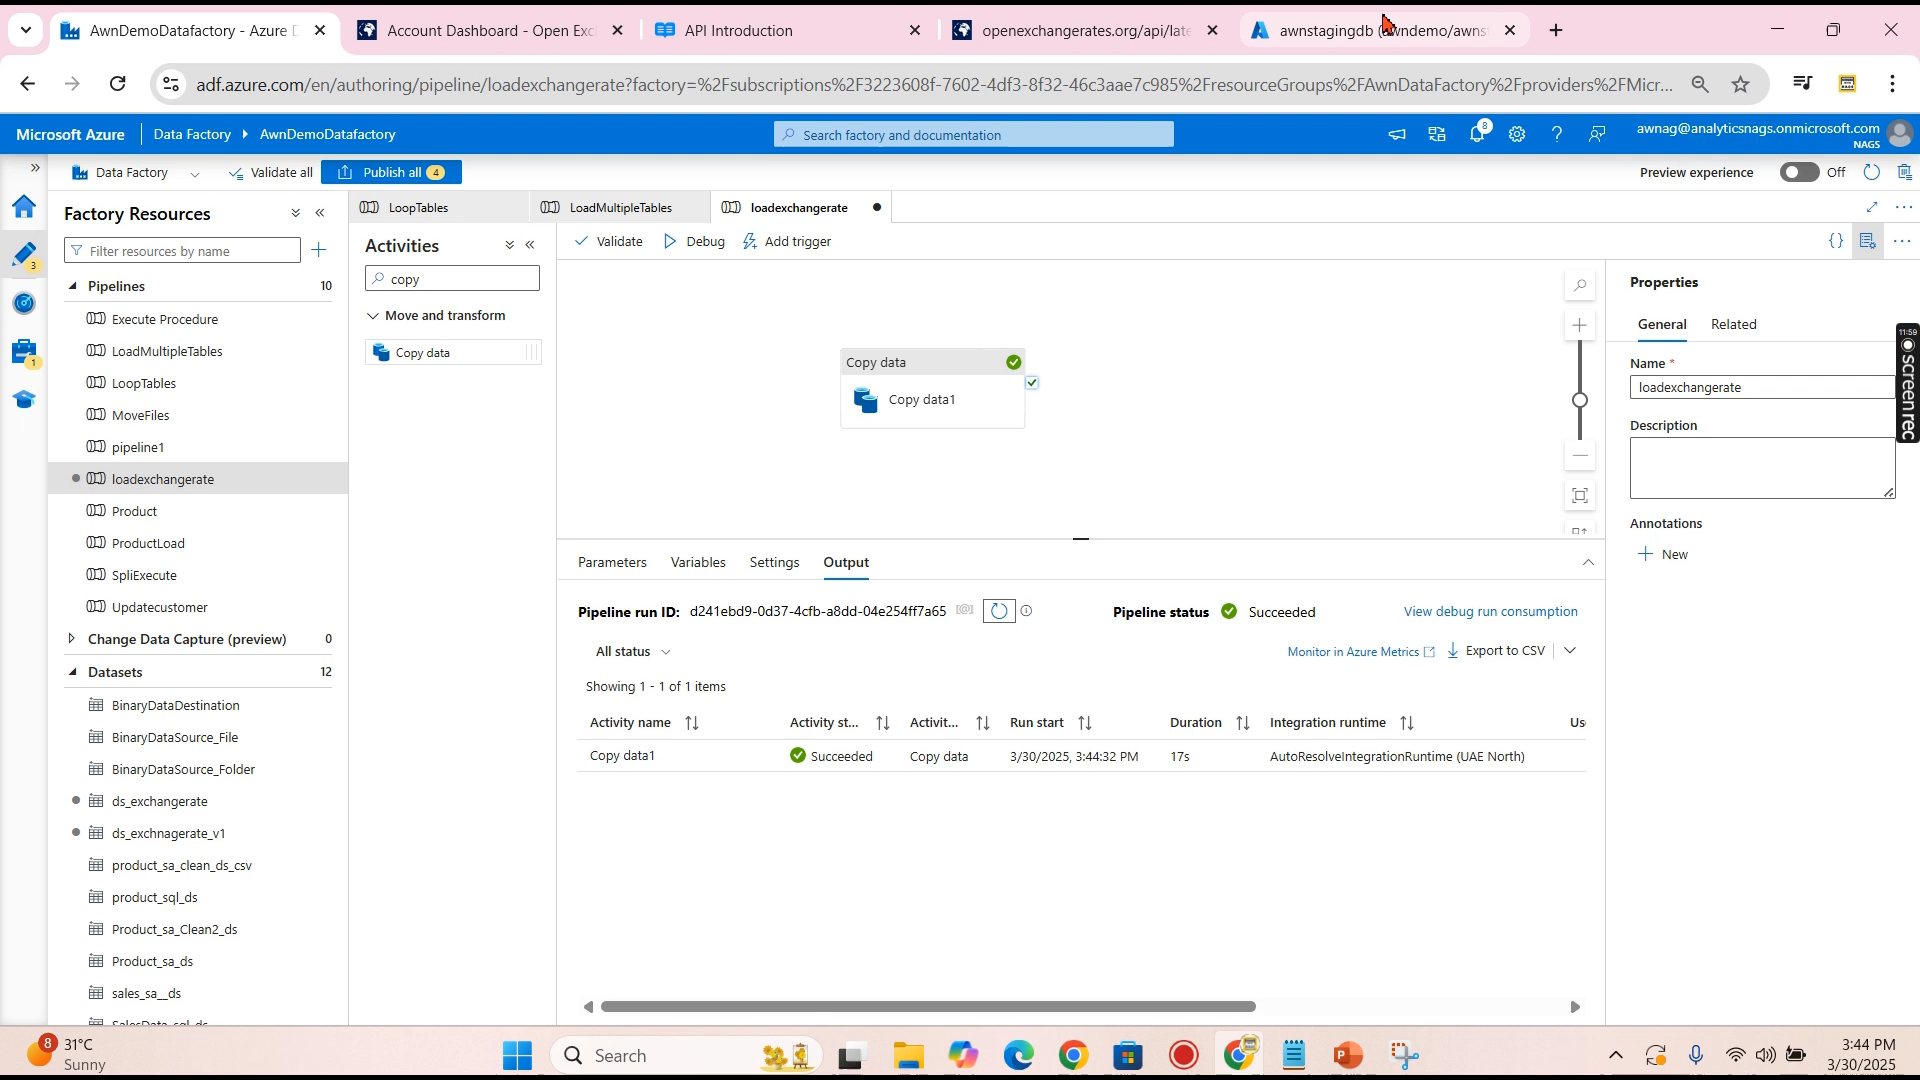 AwnDemoDatafactory - Azure D
Account Dashboard - Open Exc
API Introduction
openexchangerates.org/api/late
awnstagingdb (awndemo/awnst
adf.azure.com/en/authoring/pipeline/loadexchangerate?factory=%2Fsubscriptions%2F3223608f-7602-4df3-8f32-46c3aae7c985%2FresourceGroups%2FAwnDataFactory%2Fproviders%2FMicr...
Microsoft Azure
Data Factory
AwnDemoDatafactory
Search factory and documentation
8
awnag@analyticsnags.onmicrosoft.com
NAGS
Data Factory
Validate all
Publish all 4
Preview experience
Off
Factory Resources
Filter resources by name
3
1
Pipelines 10
Execute Procedure
LoadMultipleTables
LoopTables
MoveFiles
pipeline1
loadexchangerate
Product
ProductLoad
SpliExecute
Updatecustomer
Change Data Capture (preview) 0
Datasets 12
BinaryDataDestination
BinaryDataSource_File
BinaryDataSource_Folder
ds_exchangerate
ds_exchnagerate_v1
product_sa_clean_ds_csv
product_sql_ds
Product_sa_Clean2_ds
Product_sa_ds
sales_sa__ds
SalesData_sql_ds
LoopTables
LoadMultipleTables
loadexchangerate
Activities
copy
Move and transform
Copy data
Validate
Debug
Add trigger
Copy data
Copy data1
Parameters
Variables
Settings
Output
Pipeline run ID: d241ebd9-0d37-4cfb-a8dd-04e254ff7a65
Pipeline status Succeeded
View debug run consumption
All status
Monitor in Azure Metrics
Export to CSV
Showing 1 - 1 of 1 items
Activity name Activity st... Activit... Run start Duration Integration runtime Us
Copy data1 Succeeded Copy data 3/30/2025, 3:44:32 PM 17s AutoResolveIntegrationRuntime (UAE North)
Properties
General
Related
Name *
loadexchangerate
Description
Annotations
New
11:59
Screenrec
8
31°C
Sunny
Search
3:44 PM
3/30/2025